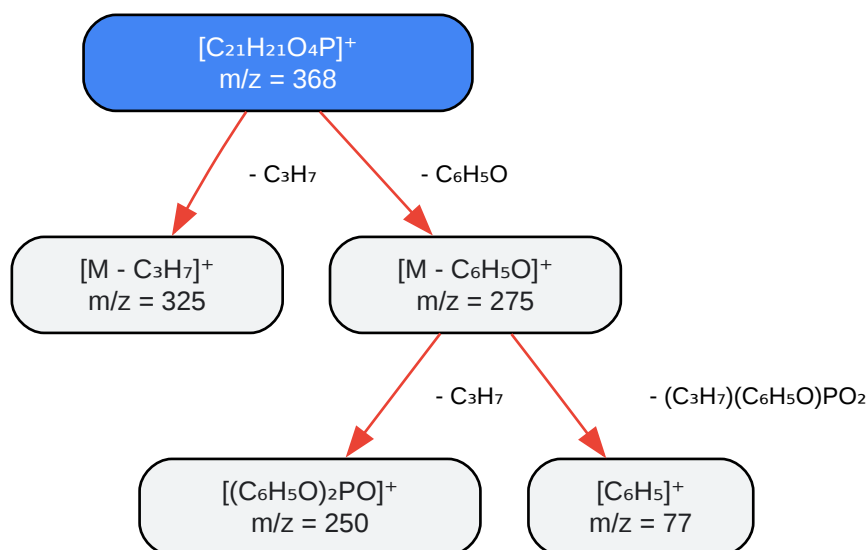 [C₂₁H₂₁O₄P]⁺
m/z = 368
- C₃H₇
- C₆H₅O
[M - C₃H₇]⁺
m/z = 325
[M - C₆H₅O]⁺
m/z = 275
- C₃H₇
- (C₃H₇)(C₆H₅O)PO₂
[(C₆H₅O)₂PO]⁺
m/z = 250
[C₆H₅]⁺
m/z = 77